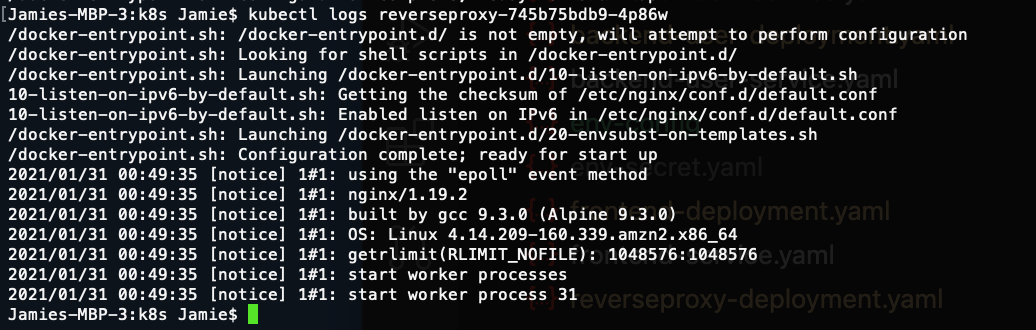 [Jamies-MBP-3:k8s Jamie$ kubectl logs reverseproxy-745b75bdb9-4p86w
/docker-entrypoint.sh: /docker-entrypoint.d/ is not empty, will attempt to perform configuration
/docker-entrypoint.sh: Looking for shell scripts in /docker-entrypoint.d/
/docker-entrypoint.sh: Launching /docker-entrypoint.d/10-listen-on-ipv6-by-default.sh
10-listen-on-ipv6-by-default.sh: Getting the checksum of /etc/nginx/conf.d/default.conf
10-listen-on-ipv6-by-default.sh: Enabled listen on IPv6 in /etc/nginx/conf.d/default.conf
/docker-entrypoint.sh: Launching /docker-entrypoint.d/20-envsubst-on-templates.sh
/docker-entrypoint.sh: Configuration complete; ready for start up
2021/01/31 00:49:35 [notice] 1#1: using the "epoll" event method
2021/01/31 00:49:35 [notice] 1#1: nginx/1.19.2
2021/01/31 00:49:35 [notice] 1#1: built by gcc 9.3.0 (Alpine 9.3.0)
2021/01/31 00:49:35 [notice] 1#1: OS: Linux 4.14.209-160.339.amzn2.x86_64
2021/01/31 00:49:35 [notice] 1#1: getrlimit(RLIMIT_NOFILE): 1048576:1048576
2021/01/31 00:49:35 [notice] 1#1: start worker processes
2021/01/31 00:49:35 [notice] 1#1: start worker process 31
Jamies-MBP-3:k8s Jamie$
env-secret.yaml
frontend-deployment.yaml
frontend-service.yaml
reverseproxy-deployment.yaml